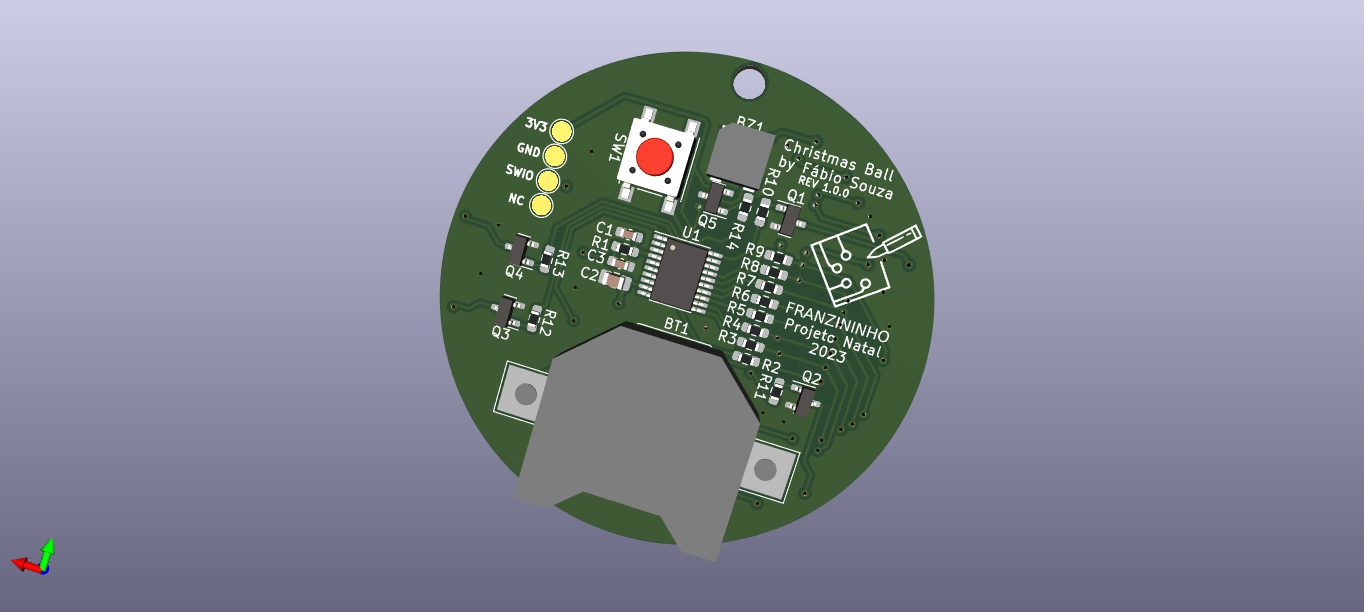 3V3
GND
SWIO
NC
SW1
BZ1
Christmas Ball
by Fábio Souza
REV 1.0.0
R10
Q1
Q5
R14
C1
R1
C3
C2
U1
Q4
R13
R9
R8
R7
R6
R5
R4
R3
R2
Q3
R12
BT1
FRANZININHO
Projeto Natal
2023
R11
Q2